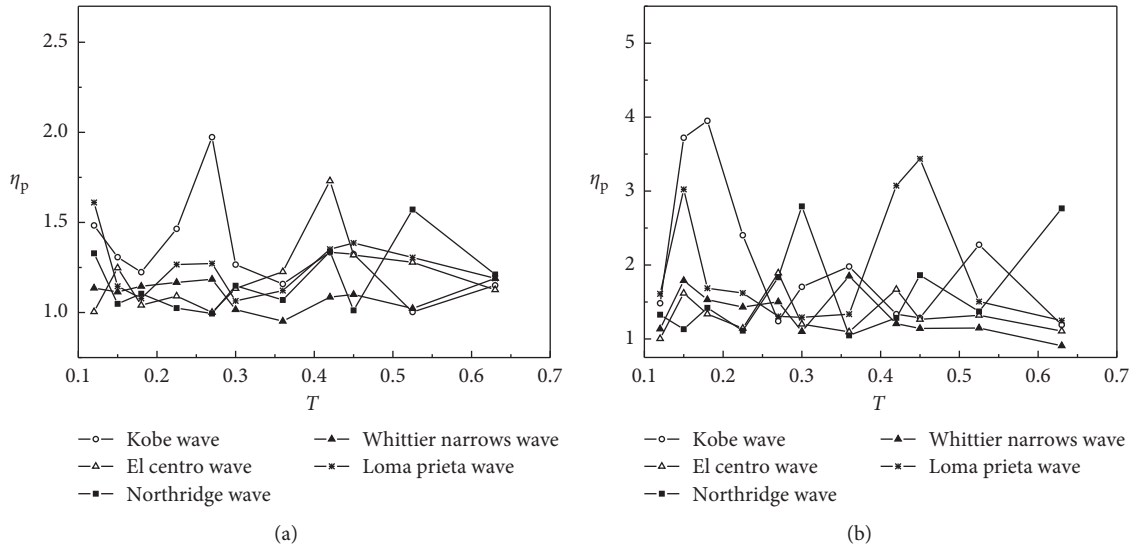 2.5
2.0
η_p
1.5
1.0
0.1 0.2 0.3 0.4 0.5 0.6 0.7
T
Kobe wave
El centro wave
Northridge wave
Whittier narrows wave
Loma prieta wave
(a)
5
4
3
η_p
2
1
0.1 0.2 0.3 0.4 0.5 0.6 0.7
T
Kobe wave
El centro wave
Northridge wave
Whittier narrows wave
Loma prieta wave
(b)